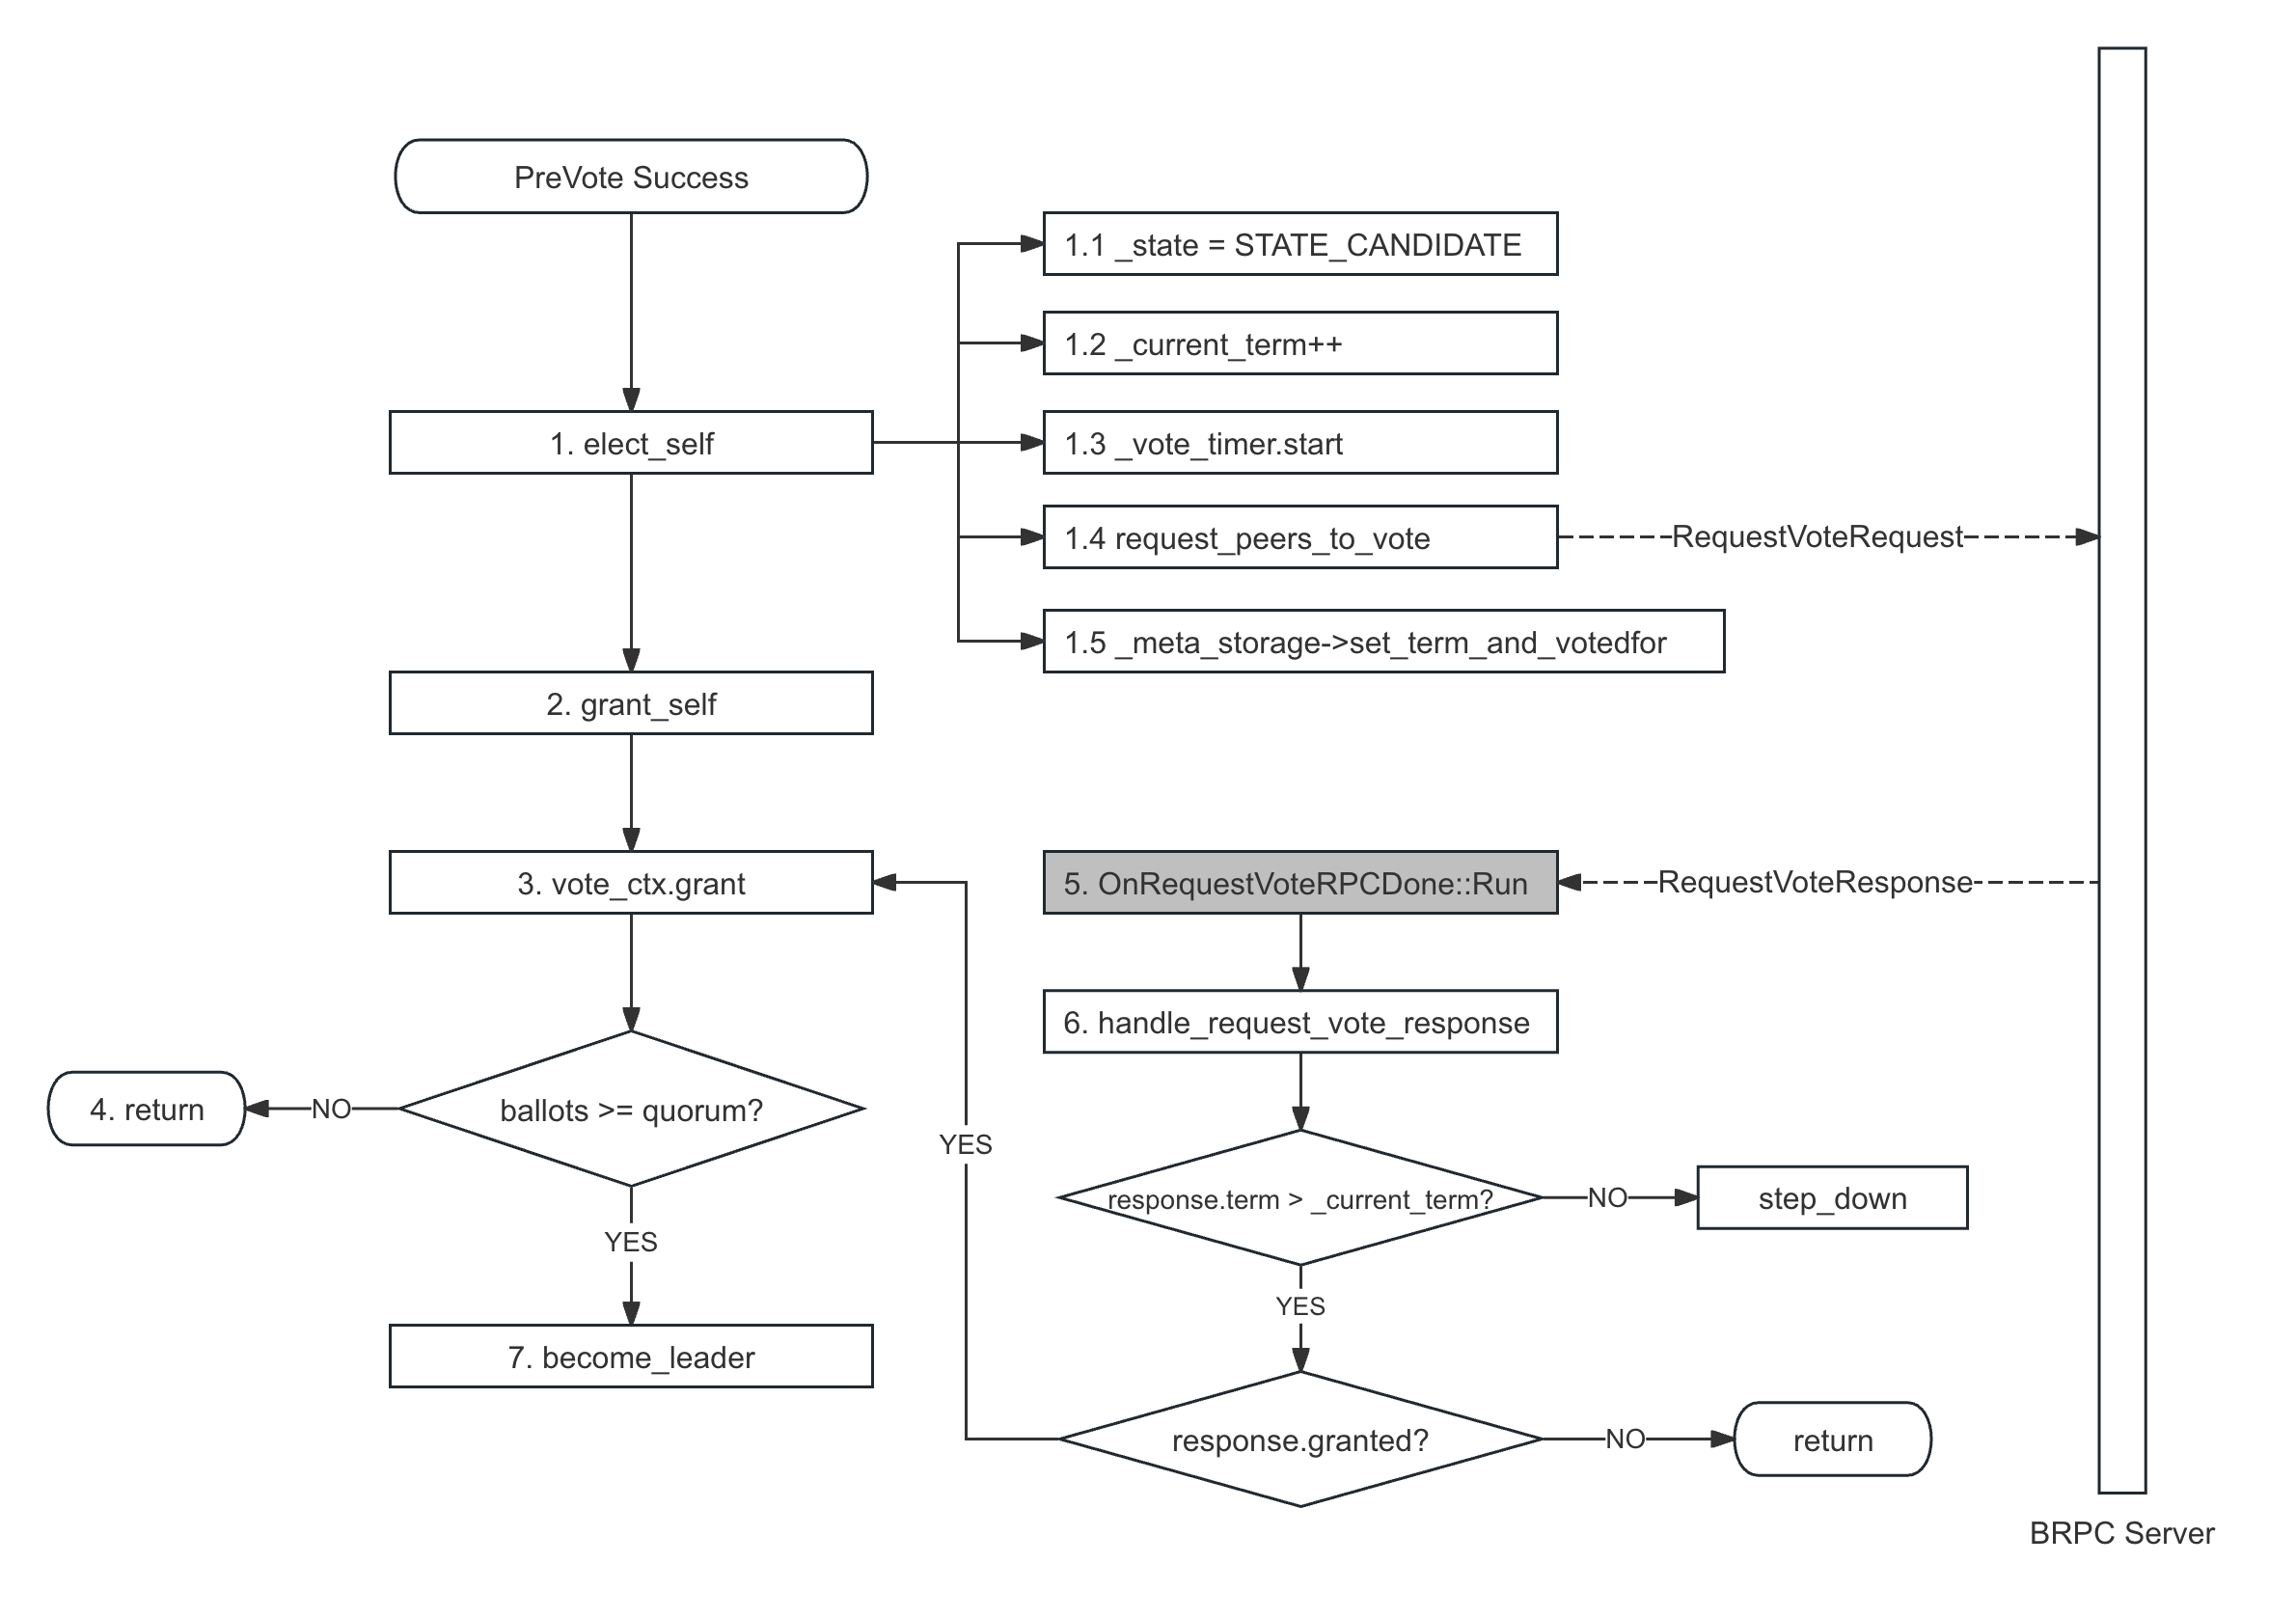 PreVote Success
1.1 _state = STATE_CANDIDATE
1.2 _current_term++
1. elect_self
1.3 _vote_timer.start
1.4 request_peers_to_vote
RequestVoteRequest
1.5 _meta_storage->set_term_and_votedfor
2. grant_self
3. vote_ctx.grant
5. OnRequestVoteRPCDone::Run
RequestVoteResponse
6. handle_request_vote_response
4. return
NO
ballots >= quorum?
YES
response.term > _current_term?
NO
step_down
YES
YES
7. become_leader
response.granted?
NO
return
BRPC Server